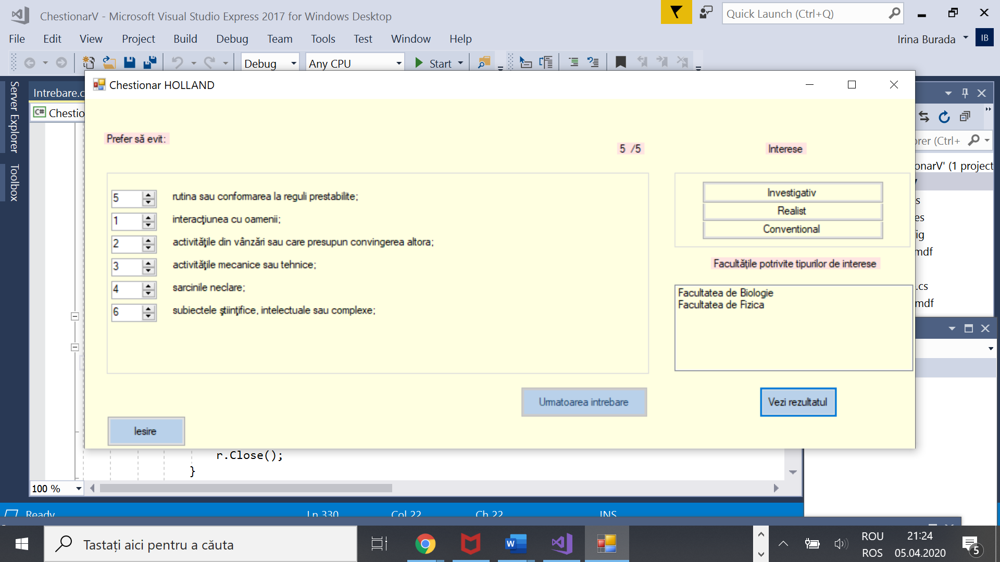 ChestionarV - Microsoft Visual Studio Express 2017 for Windows Desktop
Quick Launch (Ctrl+Q)
File Edit View Project Build Debug Team Tools Test Window Help
Irina Burada IB
Debug Any CPU Start
Server Explorer
Toolbox
Intrebare.c
C# Chestio
Chestionar HOLLAND
Prefer să evit:
5 /5
Interese
5 rutina sau conformarea la reguli prestabilite;
1 interacţiunea cu oamenii;
2 activităţile din vânzări sau care presupun convingerea altora;
3 activităţile mecanice sau tehnice;
4 sarcinile neclare;
6 subiectele ştiinţifice, intelectuale sau complexe;
Investigativ
Realist
Conventional
Facultăţile potrivite tipurilor de interese
Facultatea de Biologie
Facultatea de Fizica
Urmatoarea intrebare
Vezi rezultatul
Iesire
orer (Ctrl+
onarV' (1 project
s
es
ig
mdf
.cs
mdf
r.Close();
}
100 %
Ready Ln 330 Col 22 Ch 22 INS
Tastați aici pentru a căuta
ROU
ROS
21:24
05.04.2020
5